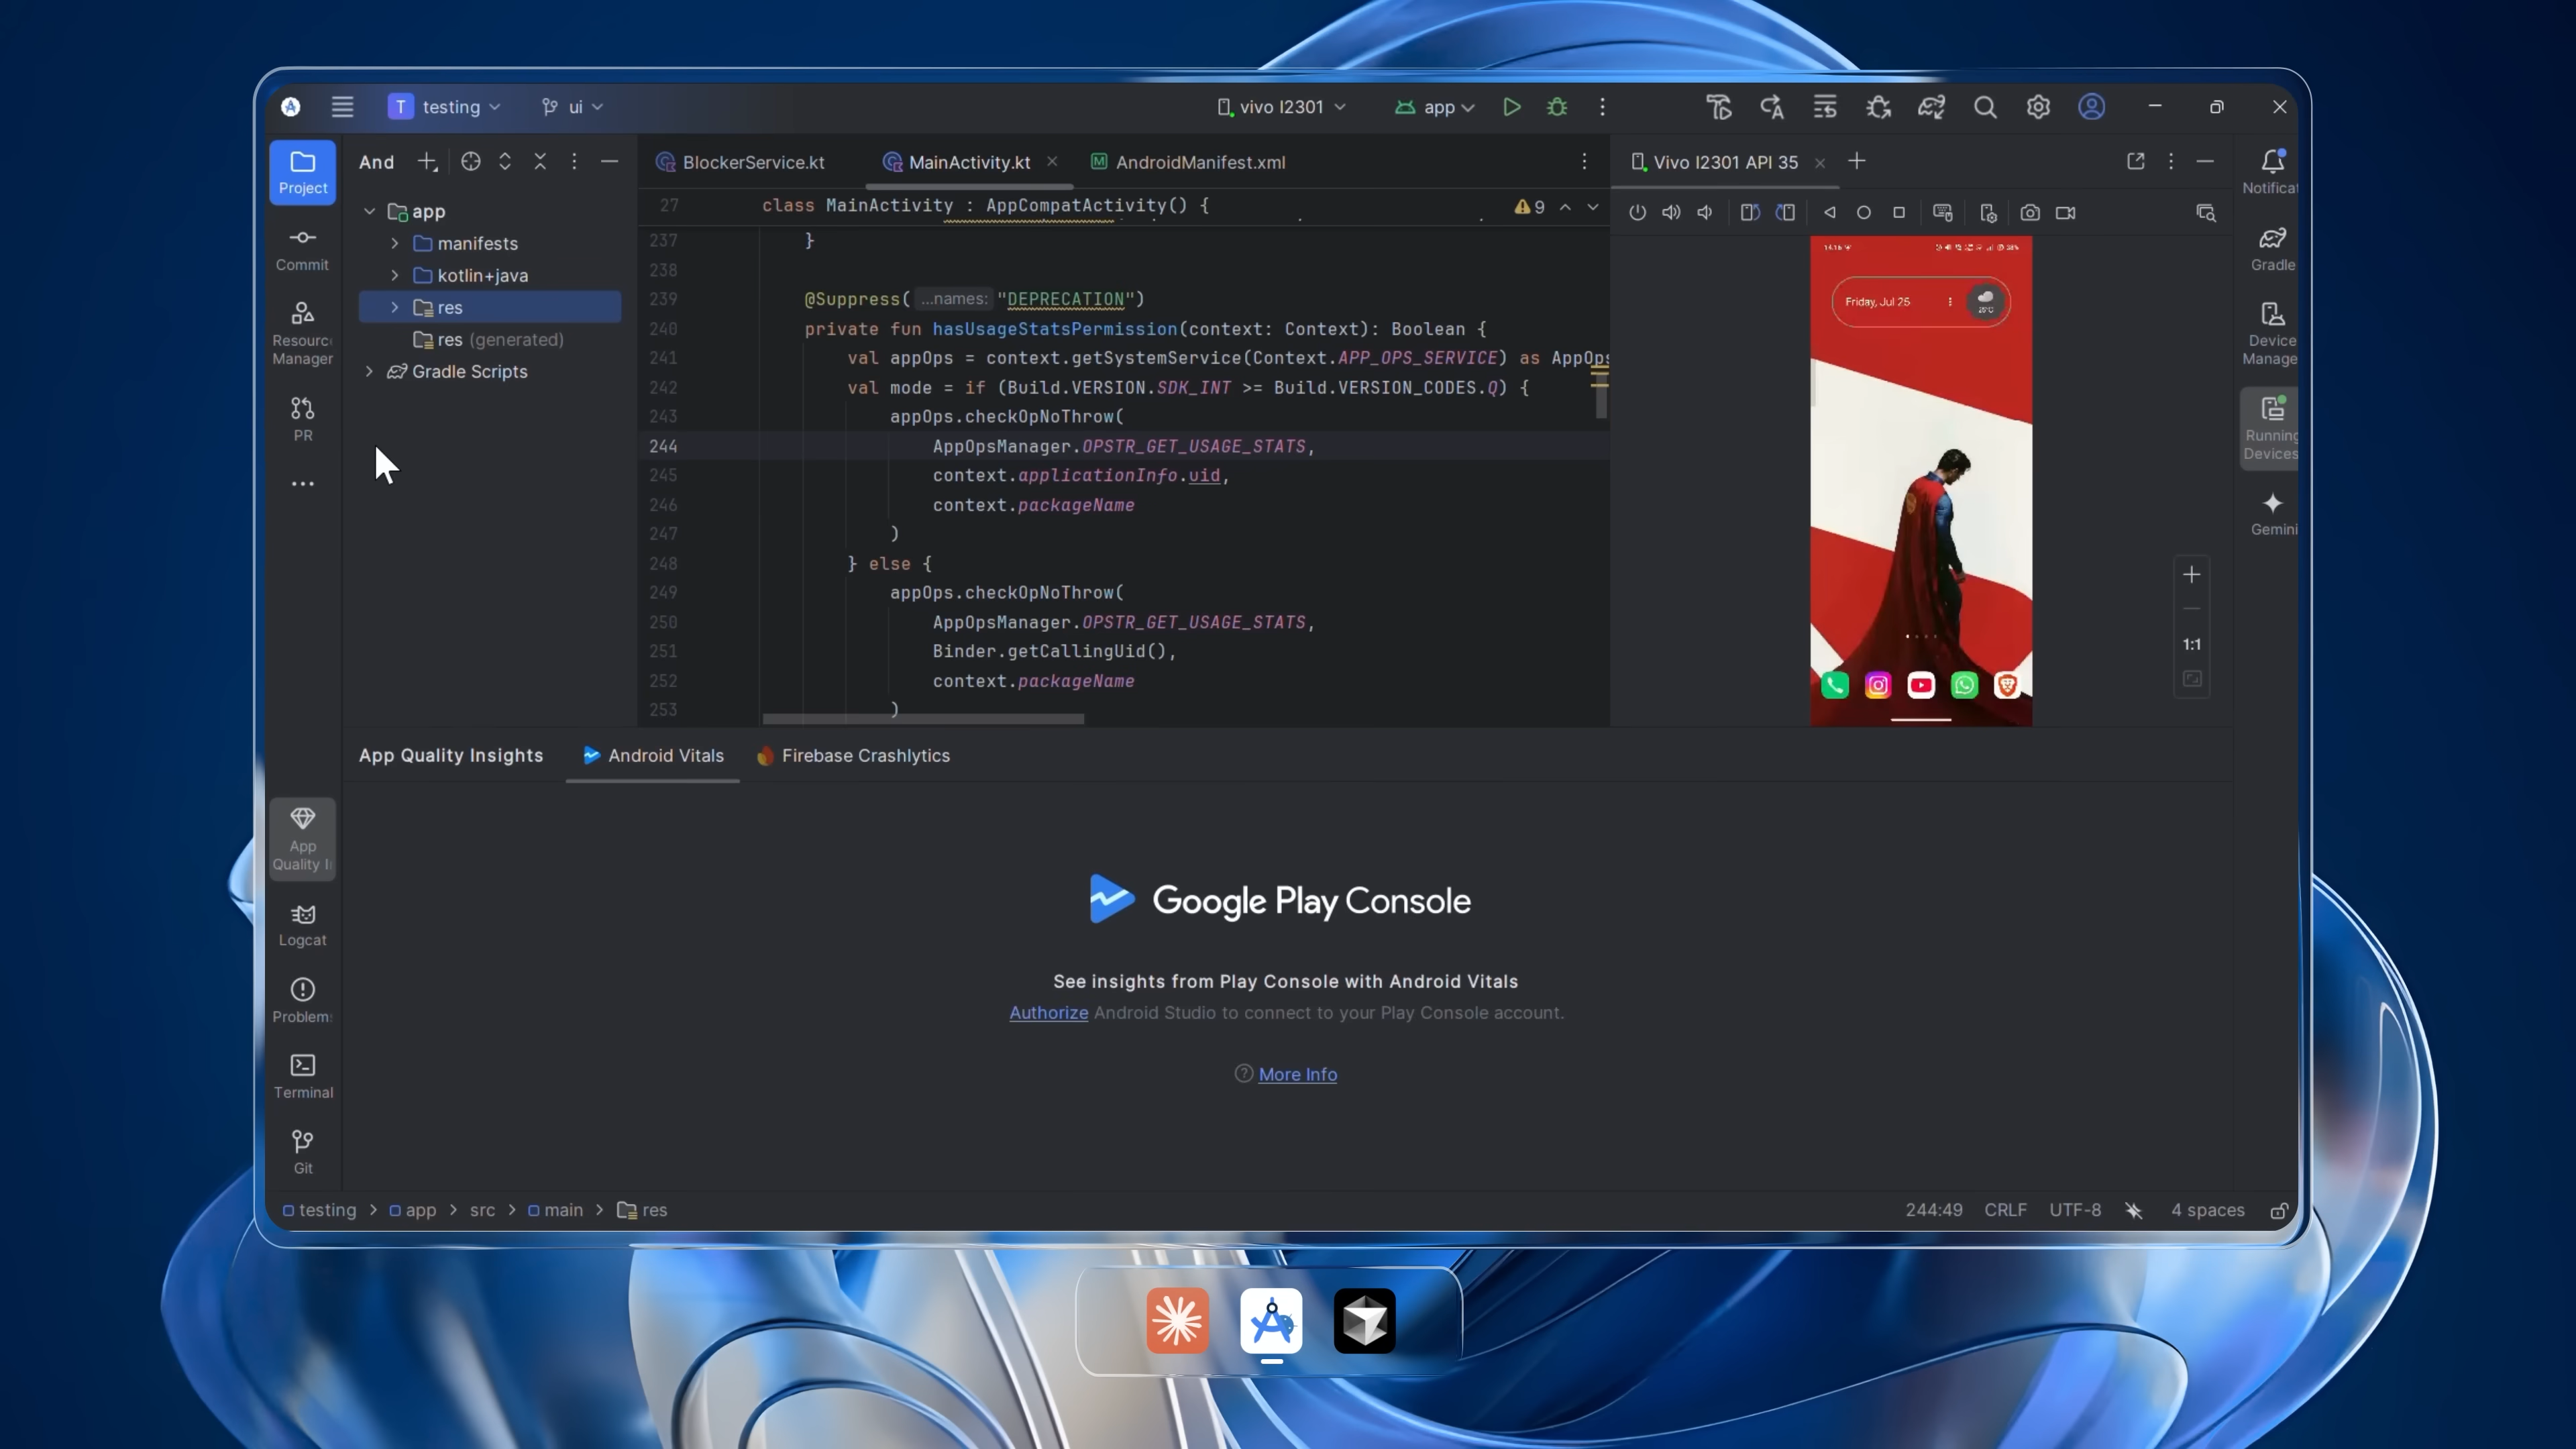 T testing
ui
vivo I2301
app
Project
Commit
Resourc
Manager
PR
And
app
manifests
kotlin+java
res
res (generated)
Gradle Scripts
BlockerService.kt
MainActivity.kt
AndroidManifest.xml
9
27 class MainActivity : AppCompatActivity() {
237 }
238
239 @Suppress( ...names: "DEPRECATION")
240 private fun hasUsageStatsPermission(context: Context): Boolean {
241 val appOps = context.getSystemService(Context.APP_OPS_SERVICE) as AppOps
242 val mode = if (Build.VERSION.SDK_INT >= Build.VERSION_CODES.Q) {
243 appOps.checkOpNoThrow(
244 AppOpsManager.OPSTR_GET_USAGE_STATS,
245 context.applicationInfo.uid,
246 context.packageName
247 )
248 } else {
249 appOps.checkOpNoThrow(
250 AppOpsManager.OPSTR_GET_USAGE_STATS,
251 Binder.getCallingUid(),
252 context.packageName
253 )
Vivo I2301 API 35
Friday, Jul 25
1:1
Notificat
Gradle
Device
Manage
Running
Devices
Gemini
App Quality Insights
Android Vitals
Firebase Crashlytics
App
Quality I
Logcat
Problem
Terminal
Git
Google Play Console
See insights from Play Console with Android Vitals
Authorize Android Studio to connect to your Play Console account.
More Info
testing > app > src > main > res
244:49
CRLF
UTF-8
4 spaces